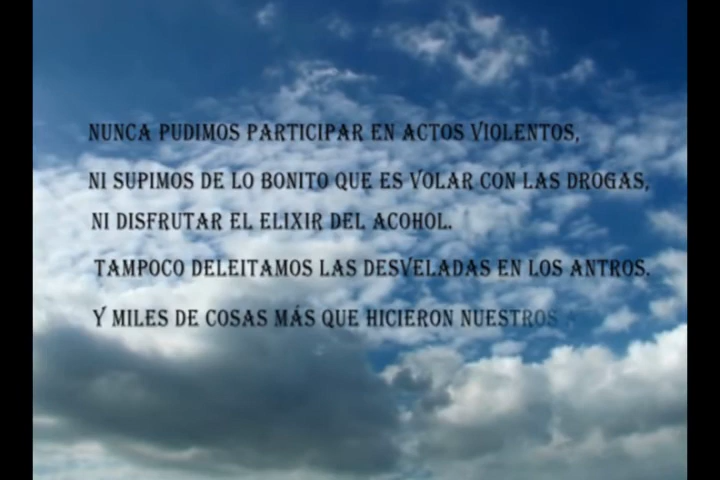 NUNCA PUDIMOS PARTICIPAR EN ACTOS VIOLENTOS,
NI SUPIMOS DE LO BONITO QUE ES VOLAR CON LAS DROGAS,
NI DISFRUTAR EL ELIXIR DEL ACOHOL.
TAMPOCO DELEITAMOS LAS DESVELADAS EN LOS ANTROS.
Y MILES DE COSAS MÁS QUE HICIERON NUESTROS